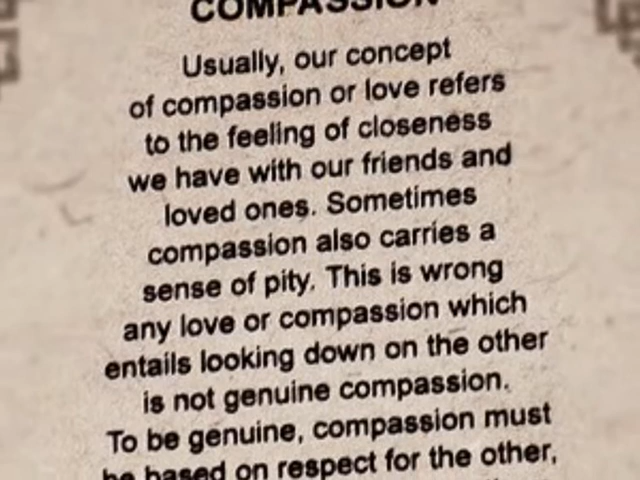 COMPASSION
Usually, our concept
of compassion or love refers
to the feeling of closeness
we have with our friends and
loved ones. Sometimes
compassion also carries a
sense of pity. This is wrong
any love or compassion which
entails looking down on the other
is not genuine compassion.
To be genuine, compassion must
be based on respect for the other,